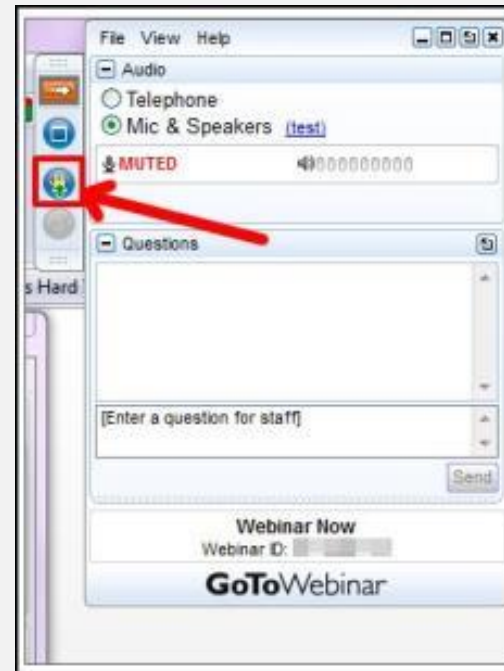 File View Help
Audio
Telephone
Mic & Speakers (test)
MUTED
Questions
s Hard
[Enter a question for staff]
Send
Webinar Now
Webinar ID:
GoToWebinar